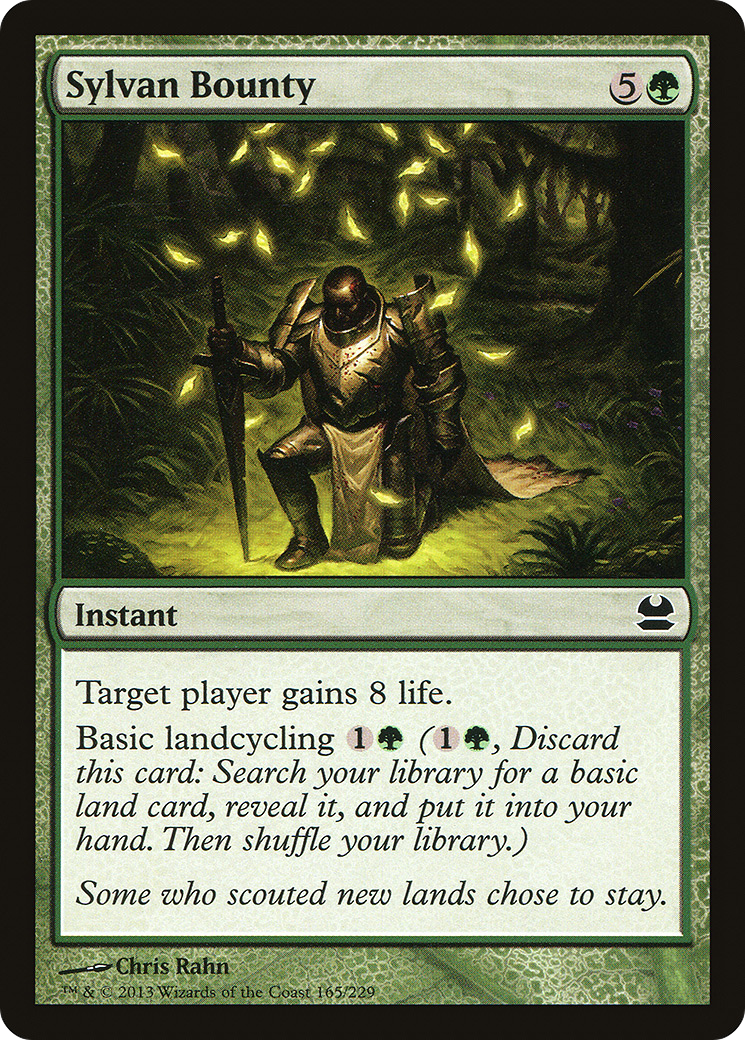 Sylvan Bounty 5
Instant
Target player gains 8 life.
Basic landcycling 1 (1, Discard
this card: Search your library for a basic
land card, reveal it, and put it into your
hand. Then shuffle your library.)
Some who scouted new lands chose to stay.
Chris Rahn
™ & © 2013 Wizards of the Coast 165/229